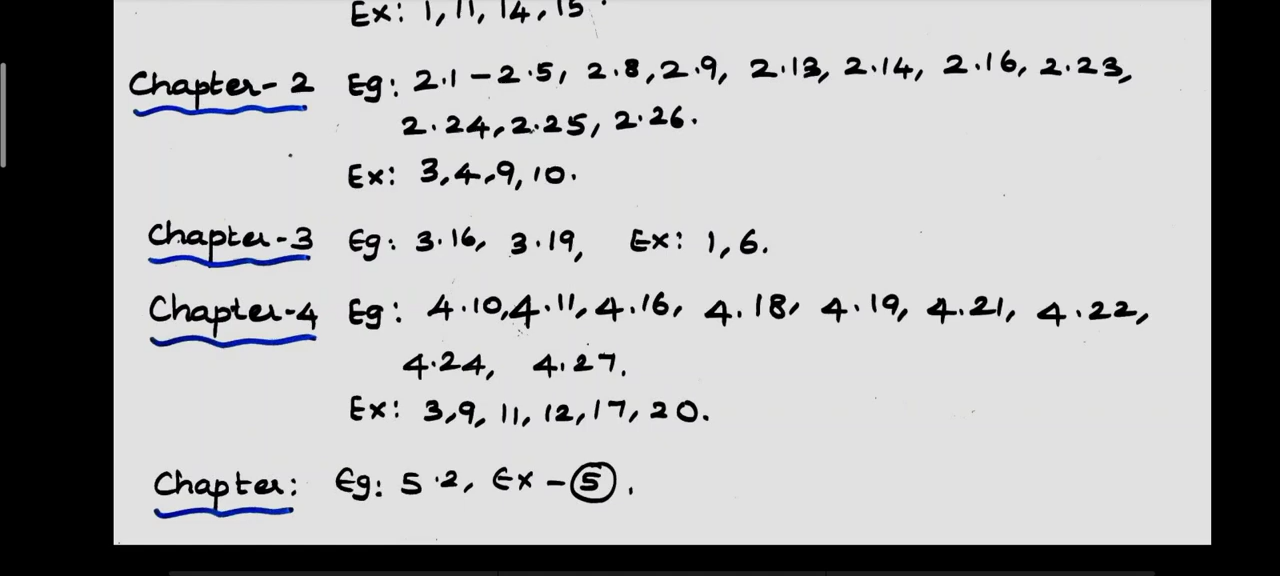 Ex: 1, 11, 14, 15.
Chapter-2 Eg: 2.1-2.5, 2.8, 2.9, 2.13, 2.14, 2.16, 2.23,
2.24, 2.25, 2.26.
Ex: 3, 4, 9, 10.
Chapter-3 Eg: 3.16, 3.19, Ex: 1, 6.
Chapter-4 Eg: 4.10, 4.11, 4.16, 4.18, 4.19, 4.21, 4.22,
4.24, 4.27.
Ex: 3, 9, 11, 12, 17, 20.
Chapter: Eg: 5.2, Ex-5.